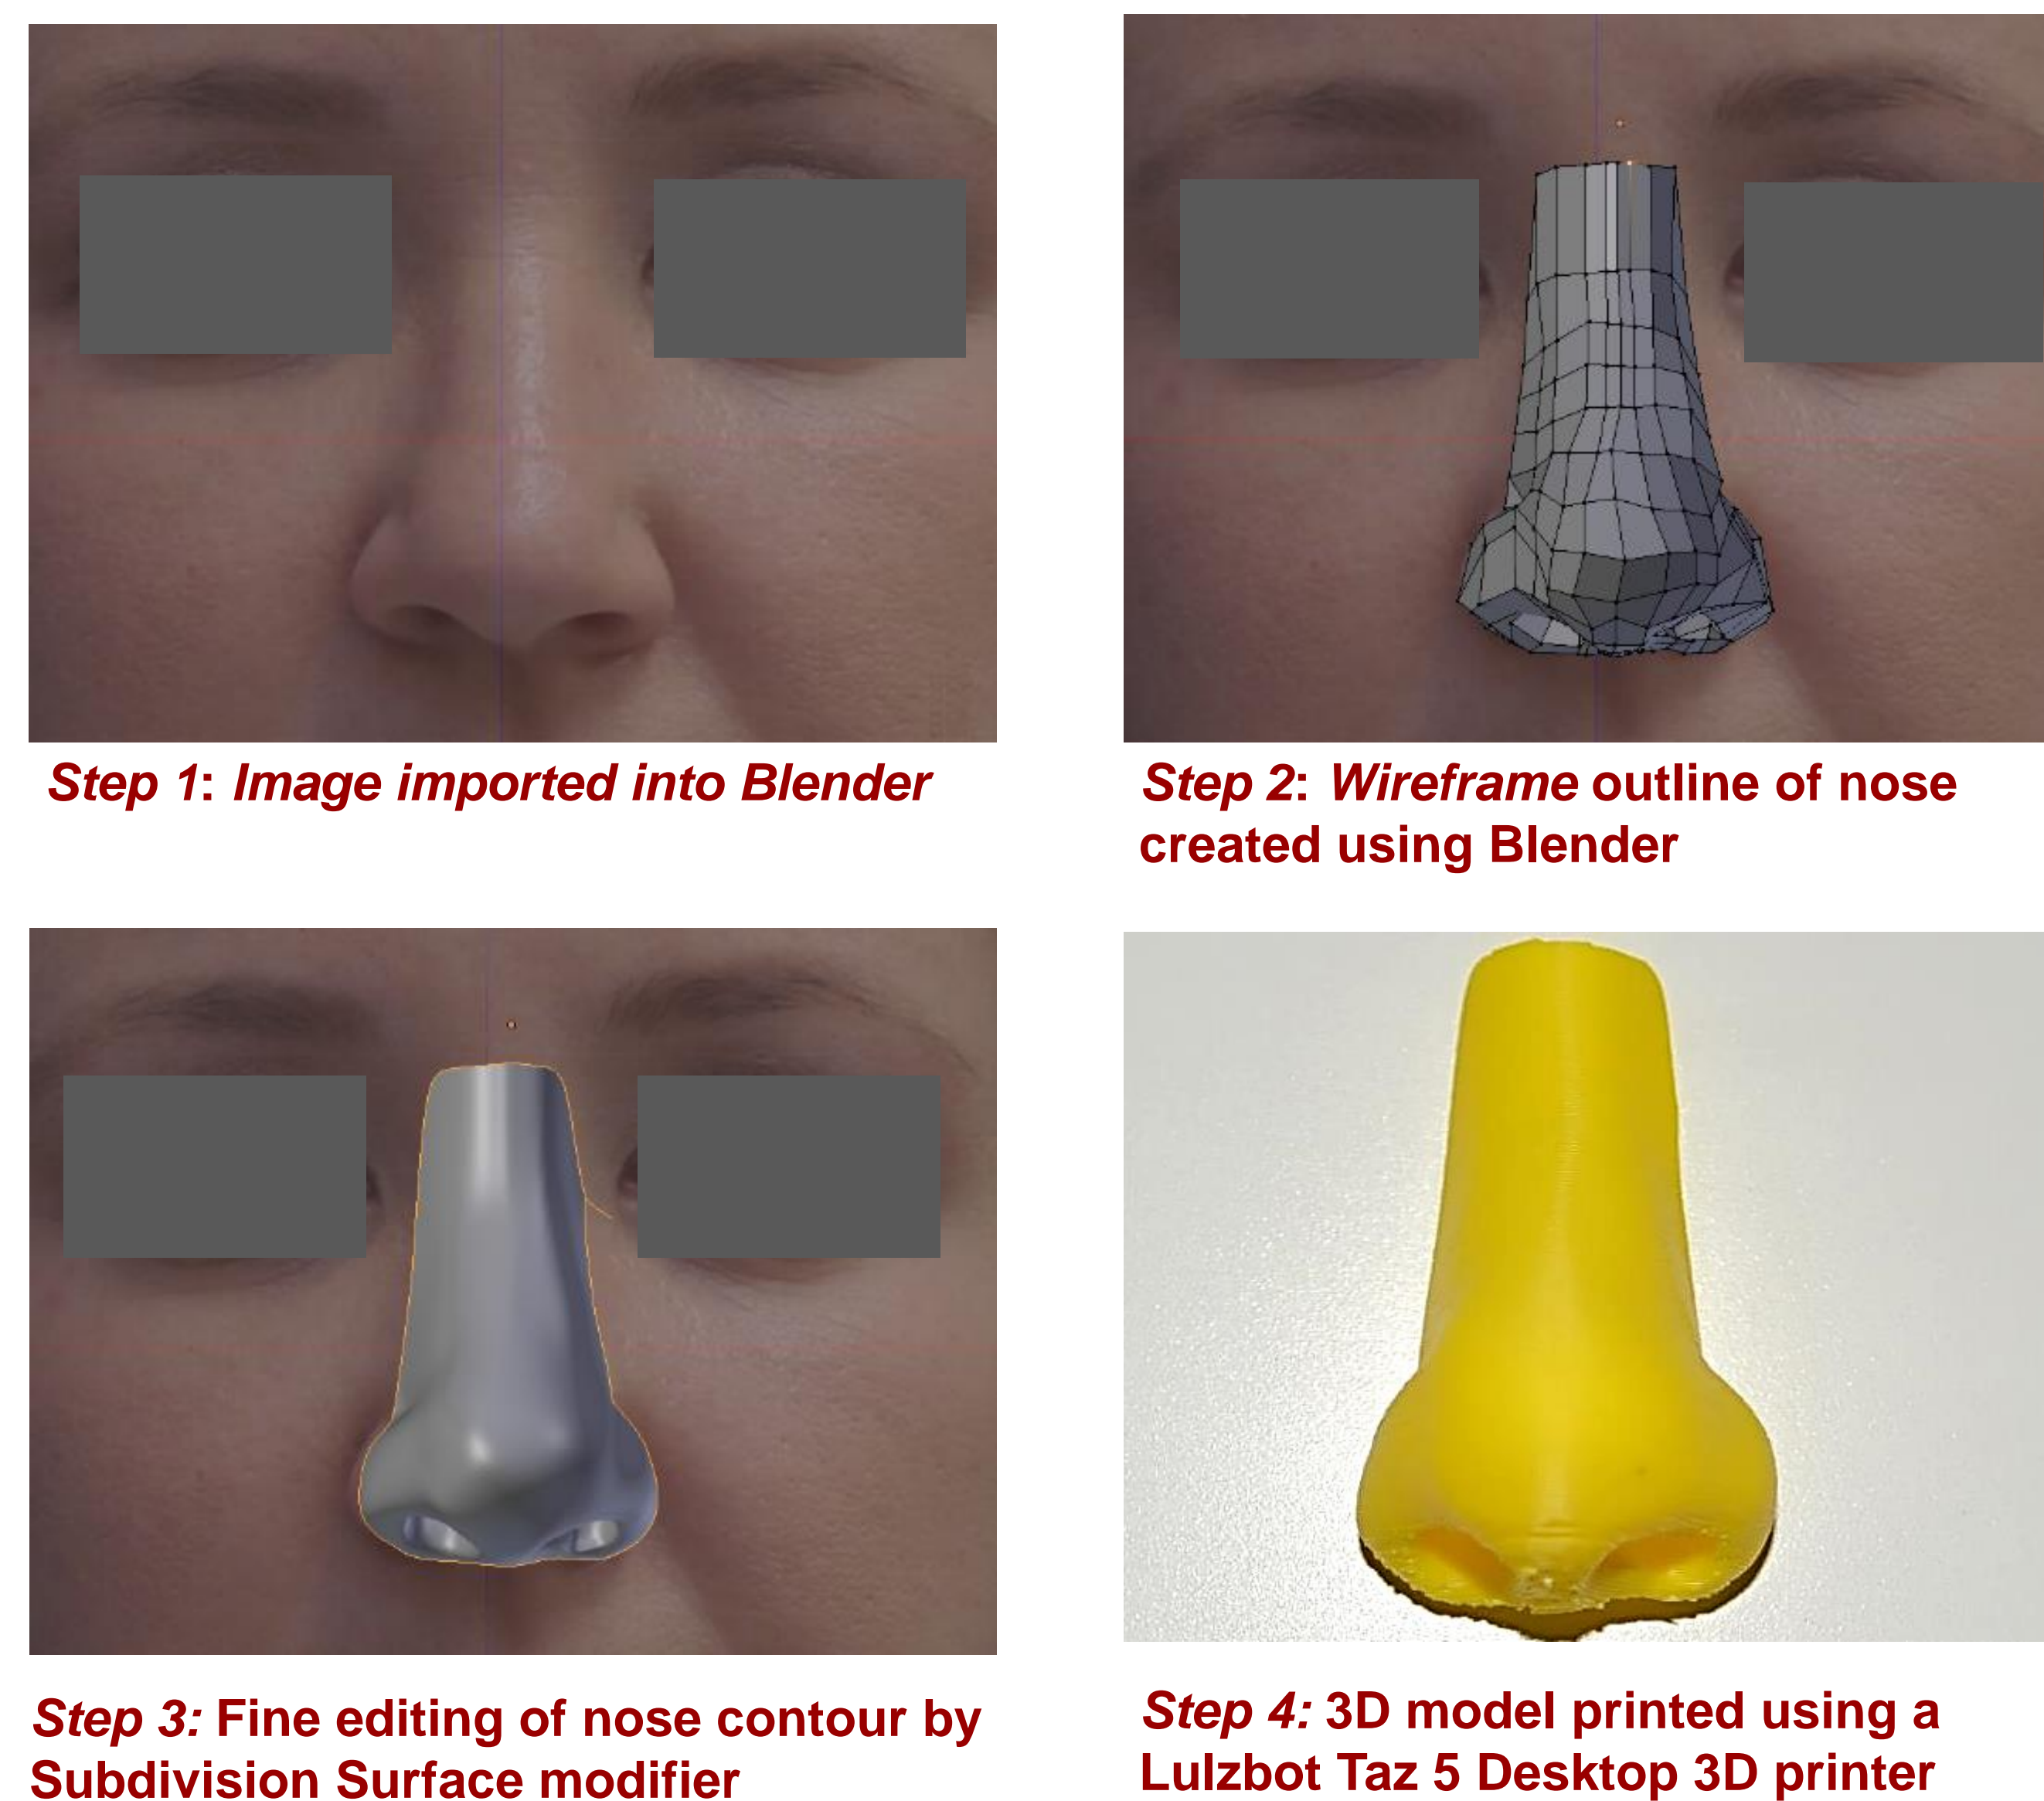 Step 1: Image imported into Blender
Step 2: Wireframe outline of nose
created using Blender
Step 3: Fine editing of nose contour by
Subdivision Surface modifier
Step 4: 3D model printed using a
Lulzbot Taz 5 Desktop 3D printer